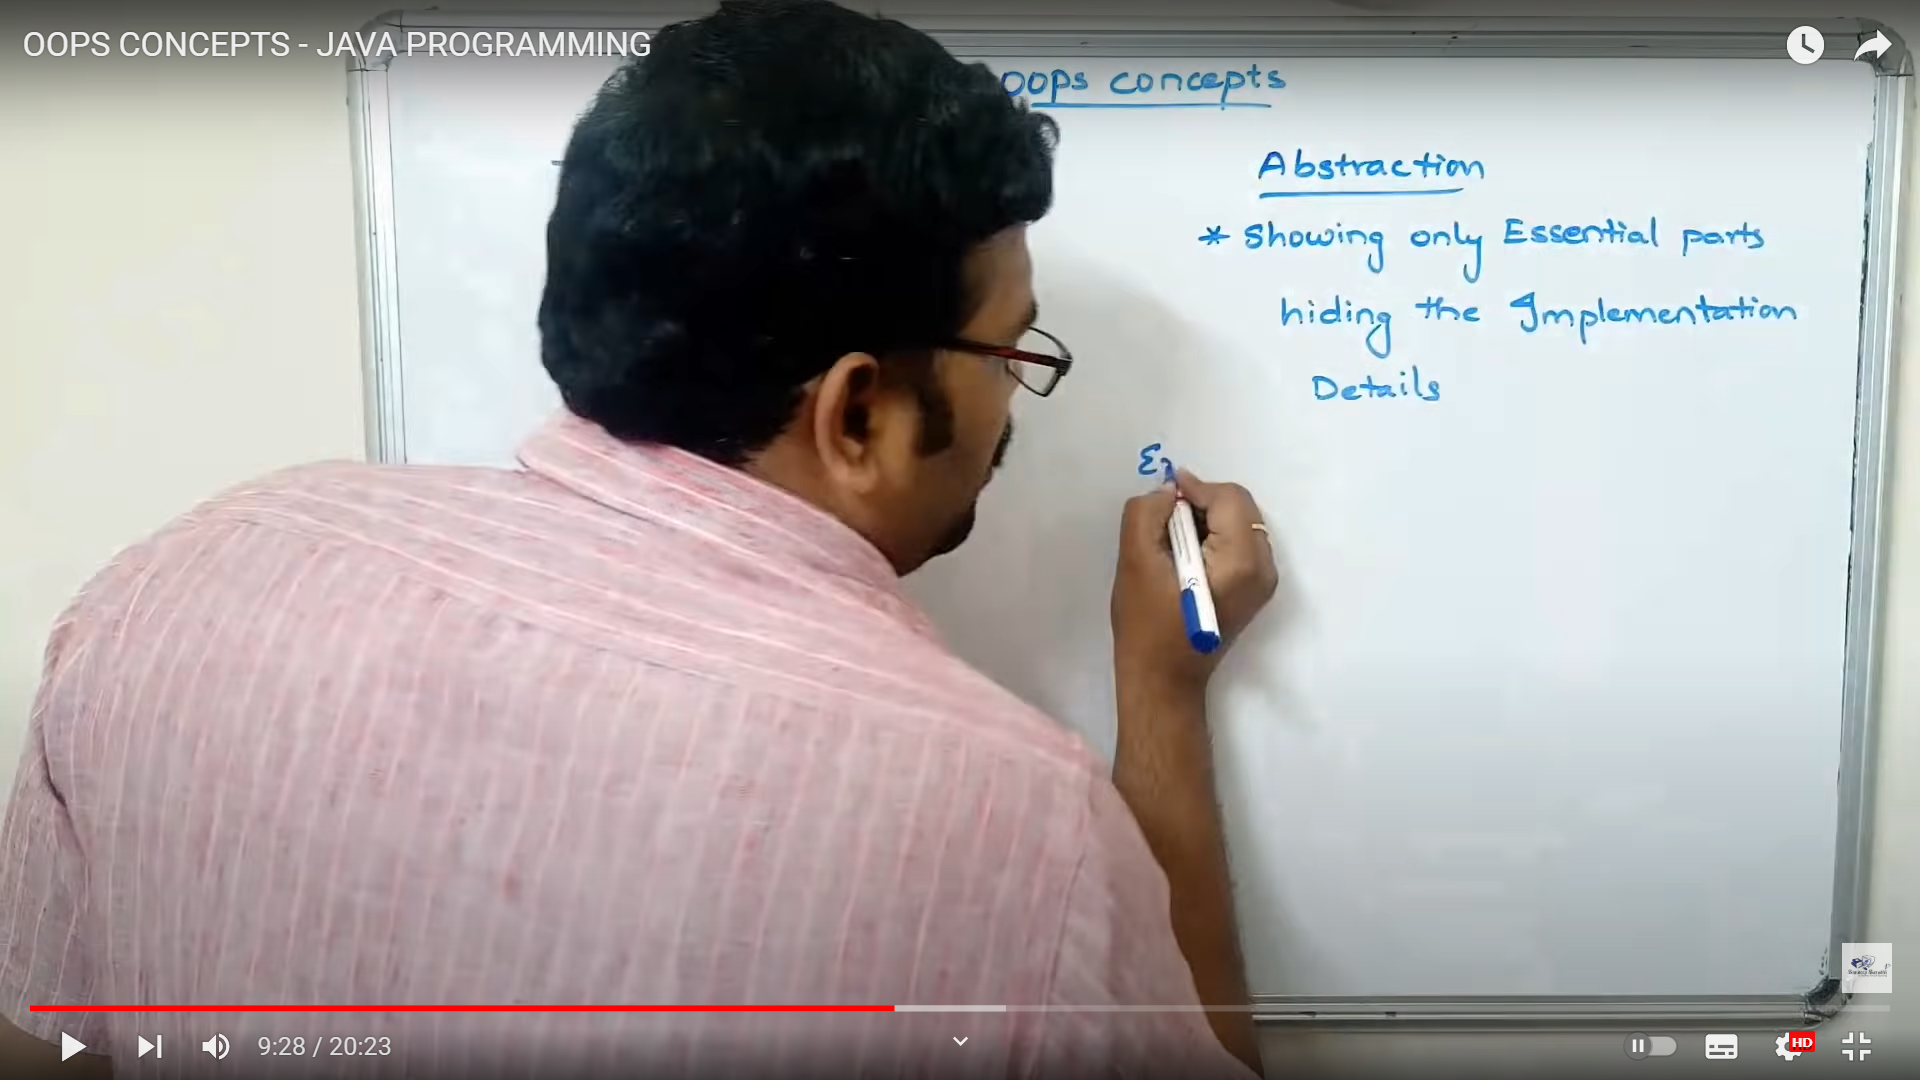 OOPS CONCEPTS - JAVA PROGRAMMING
oops concepts
Abstraction
* Showing only Essential parts
hiding the Implementation
Details
9:28 / 20:23
HD